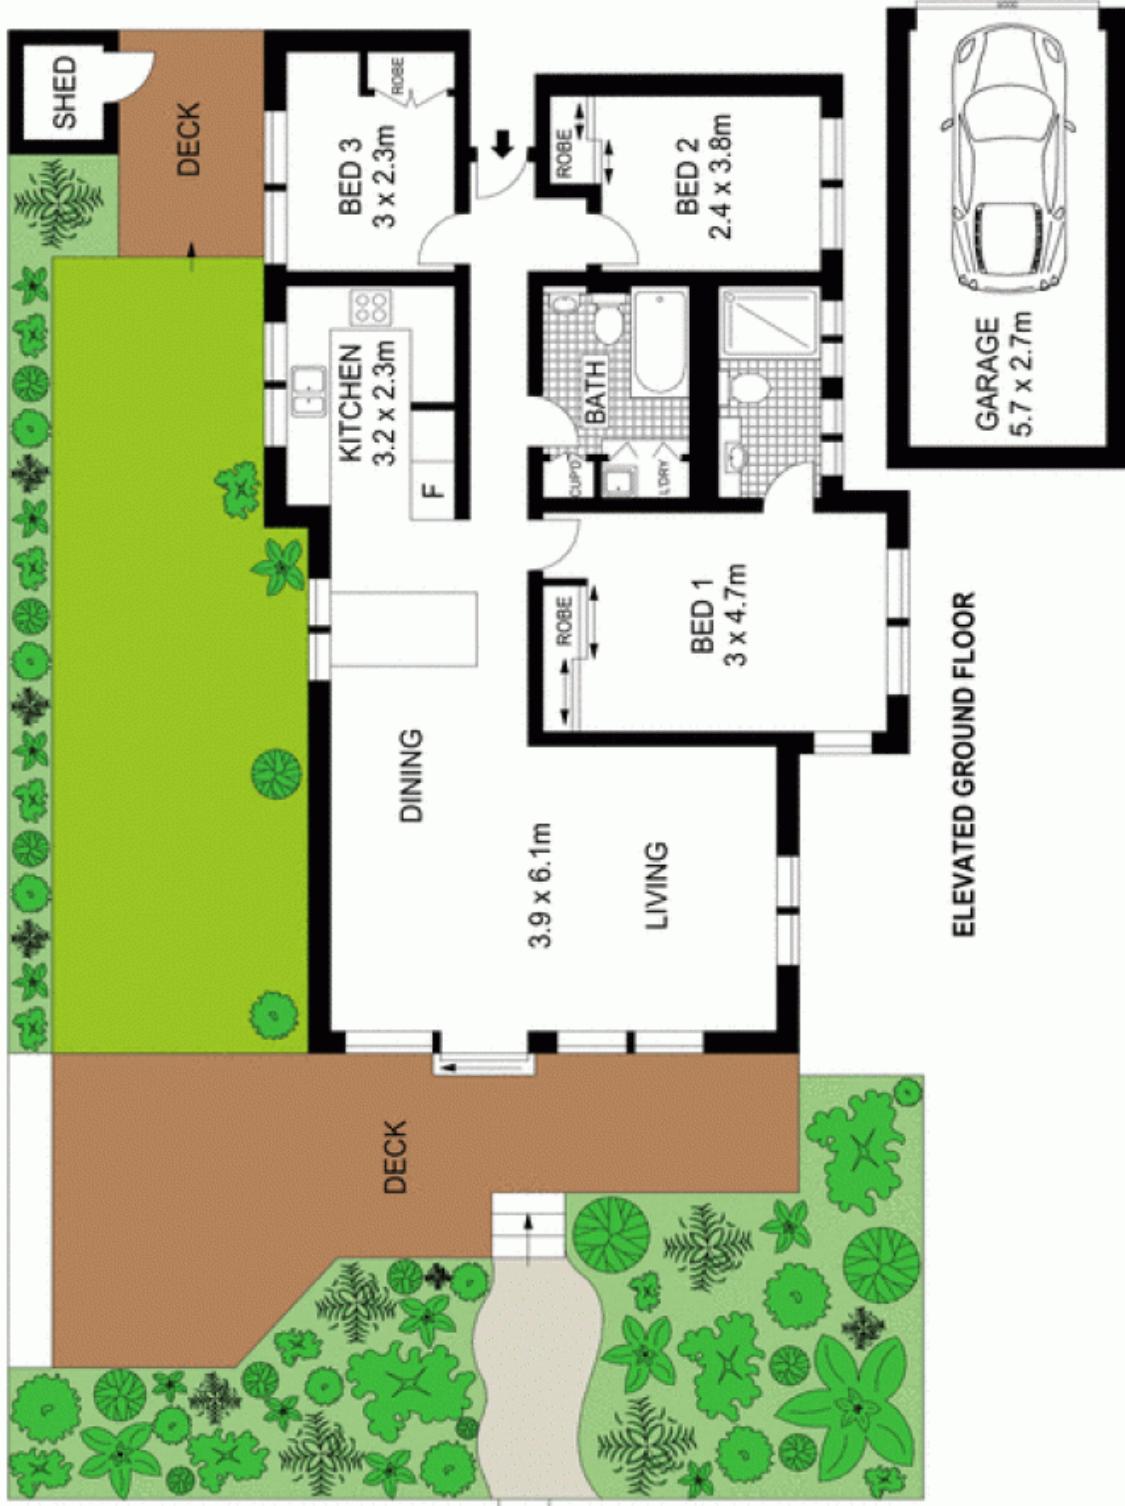 SHED
DECK
BED 3
3 x 2.3m
ROBE
ROBE
BED 2
2.4 x 3.8m
KITCHEN
3.2 x 2.3m
F
BATH
CUP'D
L'DRY
GARAGE
5.7 x 2.7m
ROBE
BED 1
3 x 4.7m
DINING
3.9 x 6.1m
LIVING
DECK
ELEVATED GROUND FLOOR